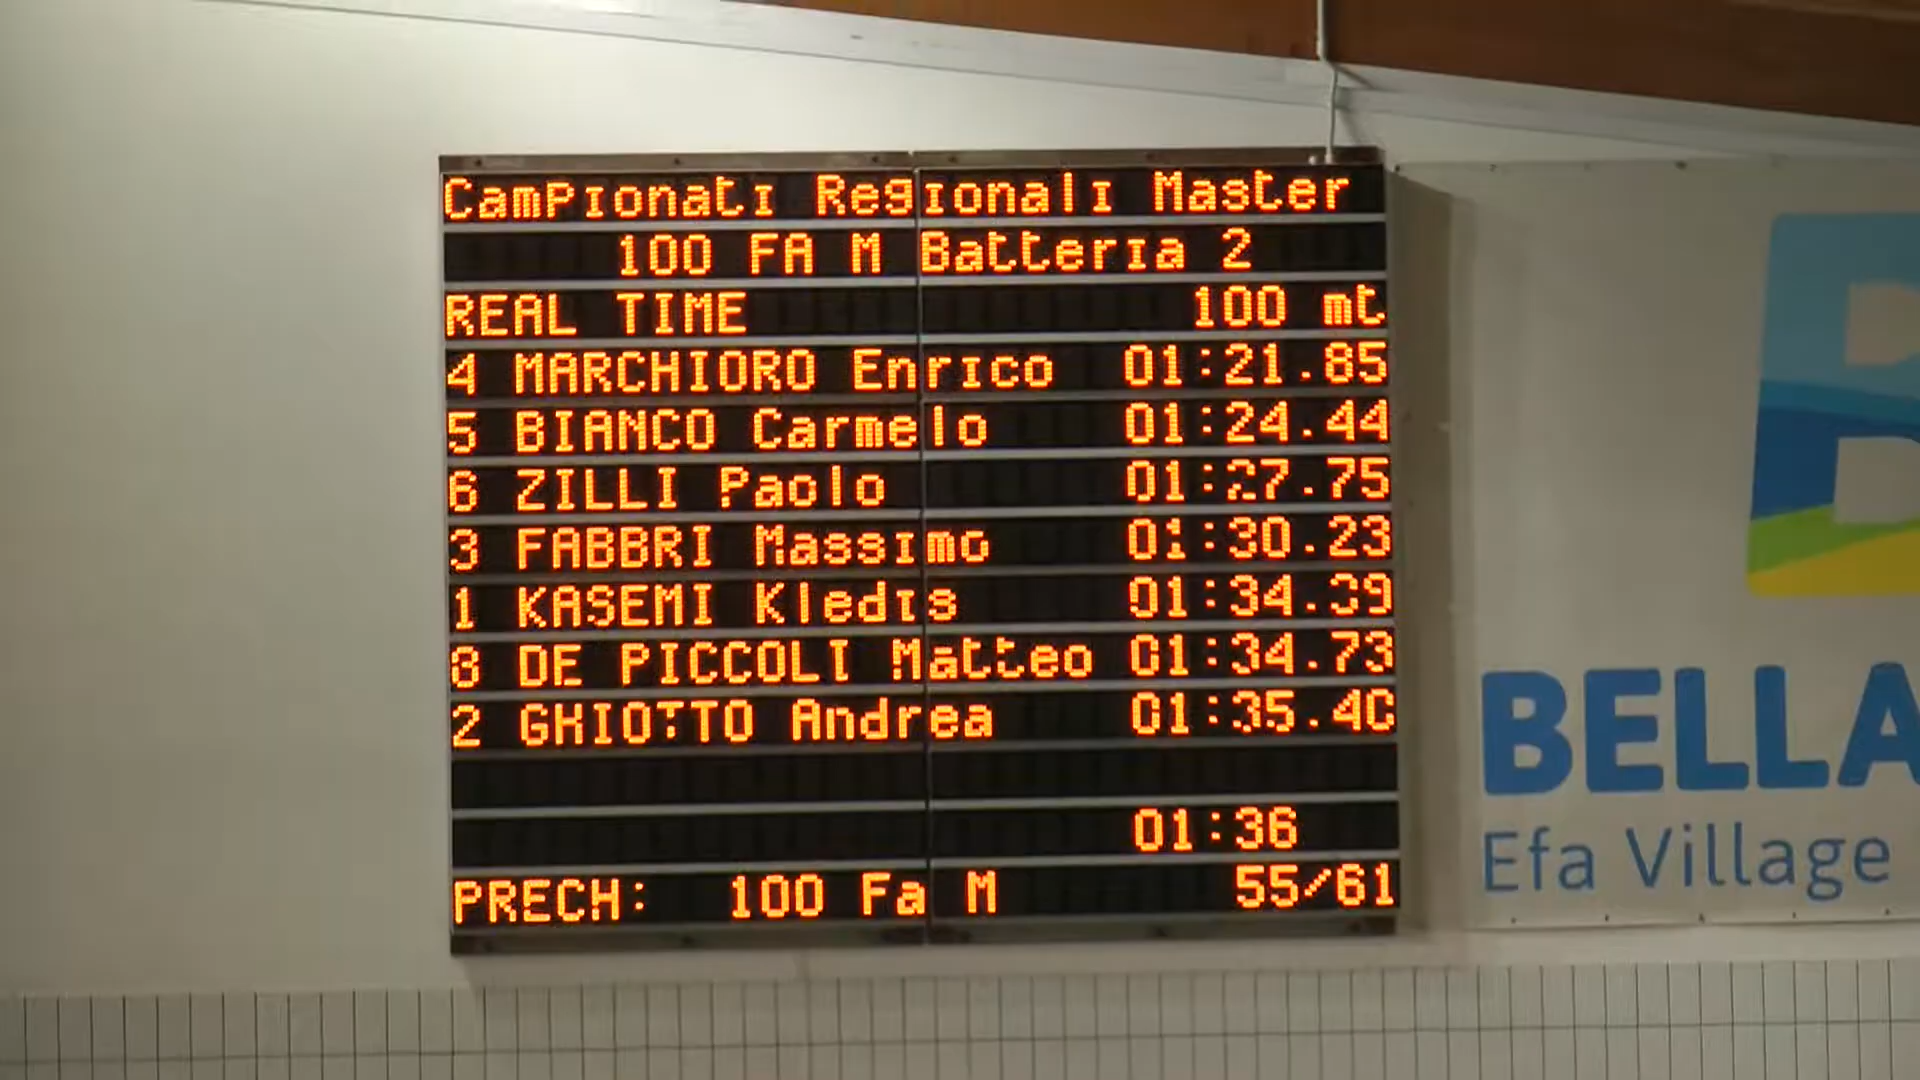 Campionati Regionali Master
100 FA M Batteria 2
REAL TIME 100 mt
4 MARCHIORO Enrico 01:21.85
5 BIANCO Carmelo 01:24.44
6 ZILLI Paolo 01:27.75
3 FABBRI Massimo 01:30.23
1 KASEMI Kledis 01:34.39
8 DE PICCOLI Matteo 01:34.73
2 GHIOTTO Andrea 01:35.40
01:36
PRECH: 100 Fa M 55/61
BELLA
Efa Village